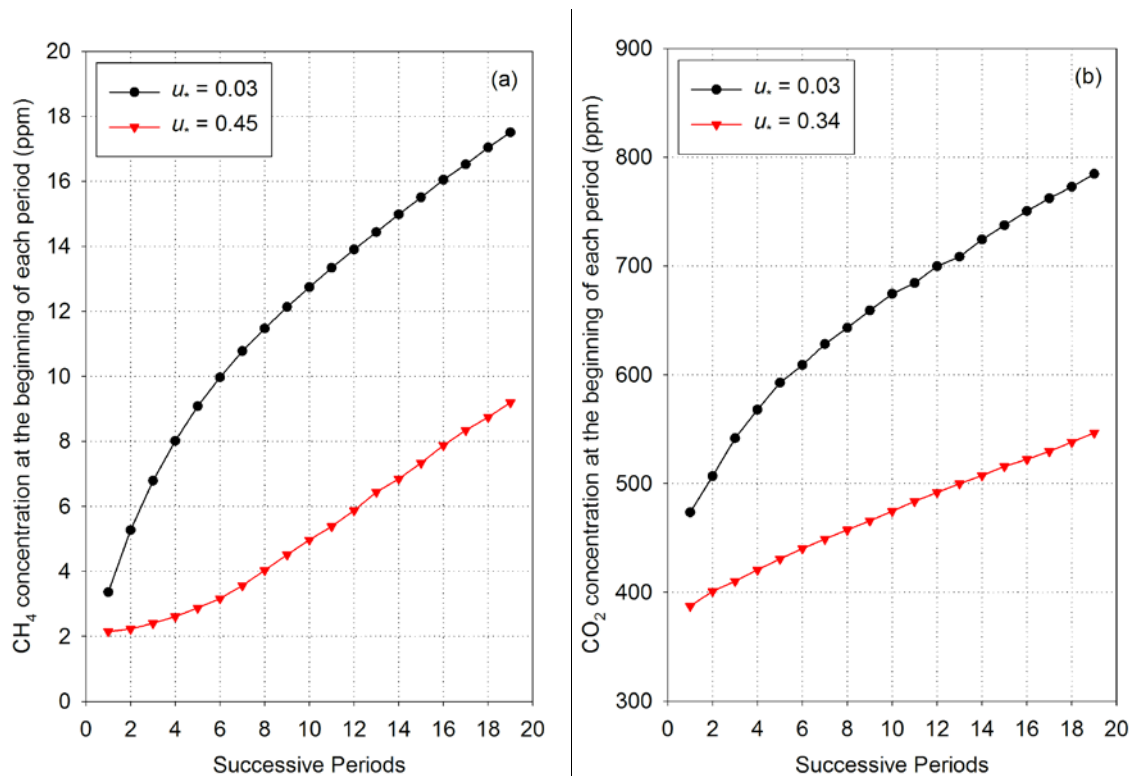 20
18
16
14
12
10
8
6
4
2
0
CH4 concentration at the beginning of each period (ppm)
u* = 0.03
u* = 0.45
(a)
0 2 4 6 8 10 12 14 16 18 20
Successive Periods
900
800
700
600
500
400
300
CO2 concentration at the beginning of each period (ppm)
u* = 0.03
u* = 0.34
(b)
0 2 4 6 8 10 12 14 16 18 20
Successive Periods